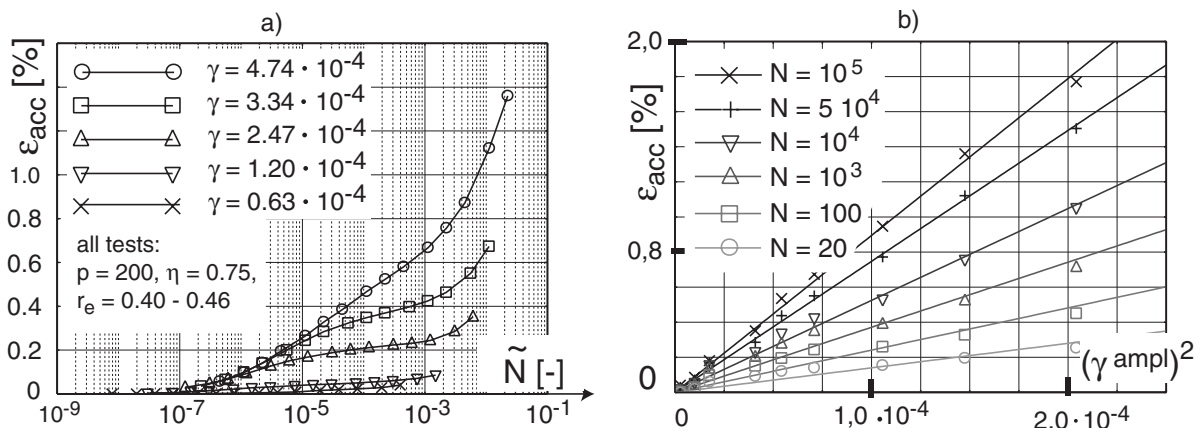 a)
ε_acc [%]
γ = 4.74 · 10^-4
γ = 3.34 · 10^-4
γ = 2.47 · 10^-4
γ = 1.20 · 10^-4
γ = 0.63 · 10^-4
all tests:
p = 200, η = 0.75,
r_e = 0.40 - 0.46
1.0
0.8
0.6
0.4
0.2
0
10^-9
10^-7
10^-5
10^-3
10^-1
Ñ [-]
b)
ε_acc [%]
2,0
0,8
0
N = 10^5
N = 5 10^4
N = 10^4
N = 10^3
N = 100
N = 20
(γ^ampl)^2
0
1,0·10^-4
2,0·10^-4